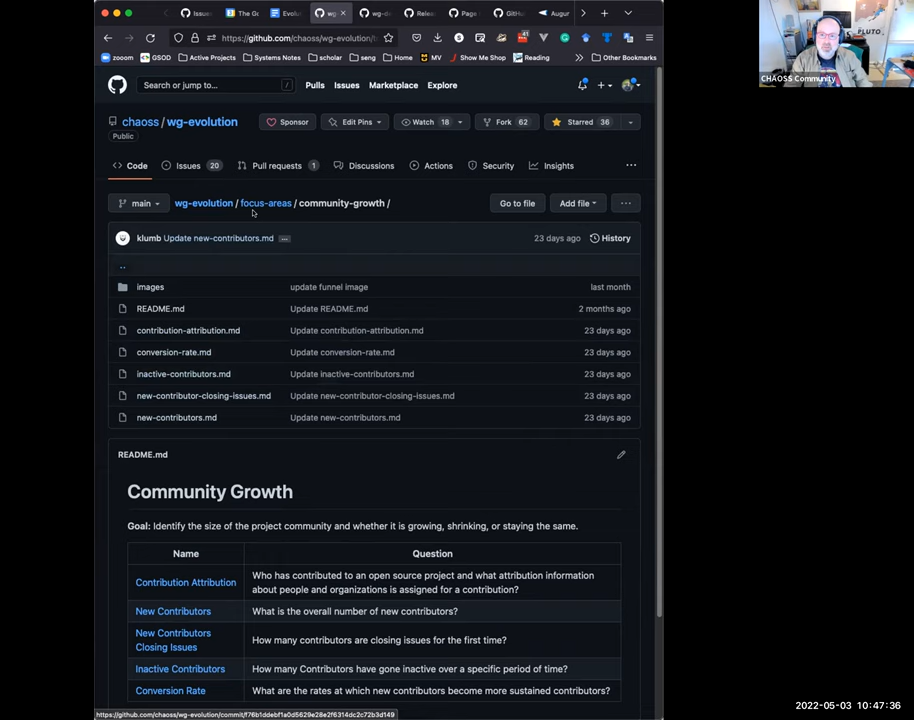 Issues
The Go
Evolut
wg-
wg-e
Relea
Page
GitHu
Augur
https://github.com/chaoss/wg-evolution/t
41
zooom
GSOD
Active Projects
Systems Notes
scholar
seng
Home
MV
Show Me Shop
Reading
Other Bookmarks
Search or jump to...
/
Pulls
Issues
Marketplace
Explore
chaoss / wg-evolution
Public
Sponsor
Edit Pins
Watch 18
Fork 62
Starred 36
Code
Issues 20
Pull requests 1
Discussions
Actions
Security
Insights
main
wg-evolution / focus-areas / community-growth /
Go to file
Add file
klumb Update new-contributors.md
23 days ago
History
..
images update funnel image last month
README.md Update README.md 2 months ago
contribution-attribution.md Update contribution-attribution.md 23 days ago
conversion-rate.md Update conversion-rate.md 23 days ago
inactive-contributors.md Update inactive-contributors.md 23 days ago
new-contributor-closing-issues.md Update new-contributor-closing-issues.md 23 days ago
new-contributors.md Update new-contributors.md 23 days ago
README.md
Community Growth
Goal: Identify the size of the project community and whether it is growing, shrinking, or staying the same.
Name Question
Contribution Attribution
Who has contributed to an open source project and what attribution information
about people and organizations is assigned for a contribution?
New Contributors What is the overall number of new contributors?
New Contributors
Closing Issues
How many contributors are closing issues for the first time?
Inactive Contributors How many Contributors have gone inactive over a specific period of time?
Conversion Rate What are the rates at which new contributors become more sustained contributors?
https://github.com/chaoss/wg-evolution/commit/f76b1ddebf1a0d5629e28e2f6314dc2c72b3d149
PLUTO
CHAOSS Community
2022-05-03 10:47:36